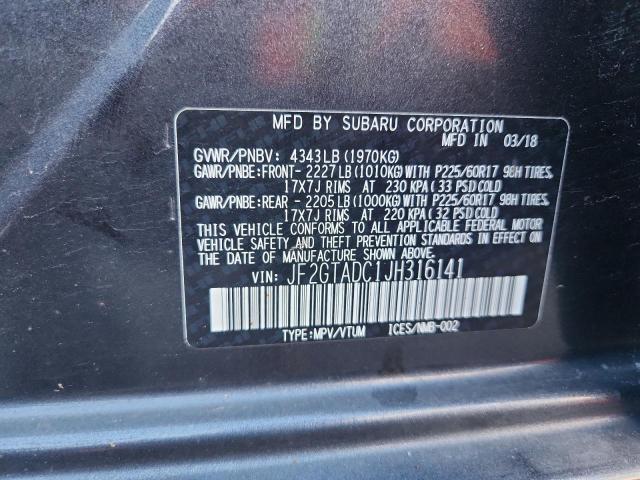 MFD BY SUBARU CORPORATION
MFD IN 03/18
GVWR/PNBV: 4343LB(1970KG)
GAWR/PNBE:FRONT- 2227LB(1010KG)WITH P225/60R17 98H TIRES,
17X7J RIMS AT 230 KPA(33 PSI)COLD
GAWR/PNBE:REAR - 2205LB(1000KG)WITH P225/60R17 98H TIRES,
17X7J RIMS AT 220 KPA(32 PSI)COLD
THIS VEHICLE CONFORMS TO ALL APPLICABLE FEDERAL MOTOR
VEHICLE SAFETY AND THEFT PREVENTION STANDARDS IN EFFECT ON
THE DATE OF MANUFACTURE SHOWN ABOVE.
VIN: JF2GTADC1JH316141
TYPE:MPV/VTUM ICES/NMB-002